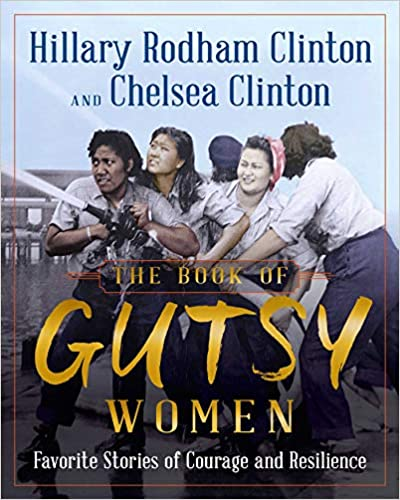 Hillary Rodham Clinton
AND Chelsea Clinton
THE BOOK OF
GUTSY
WOMEN
Favorite Stories of Courage and Resilience